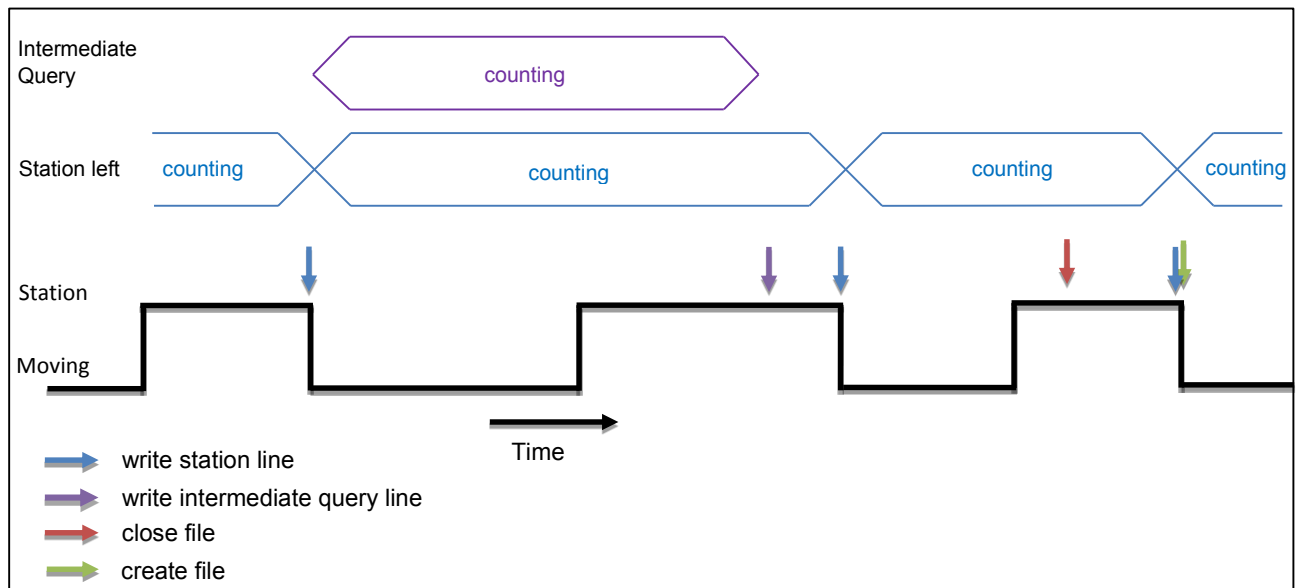 Intermediate
Query
counting
Station left
counting
counting
counting
counting
Station
Moving
Time
write station line
write intermediate query line
close file
create file